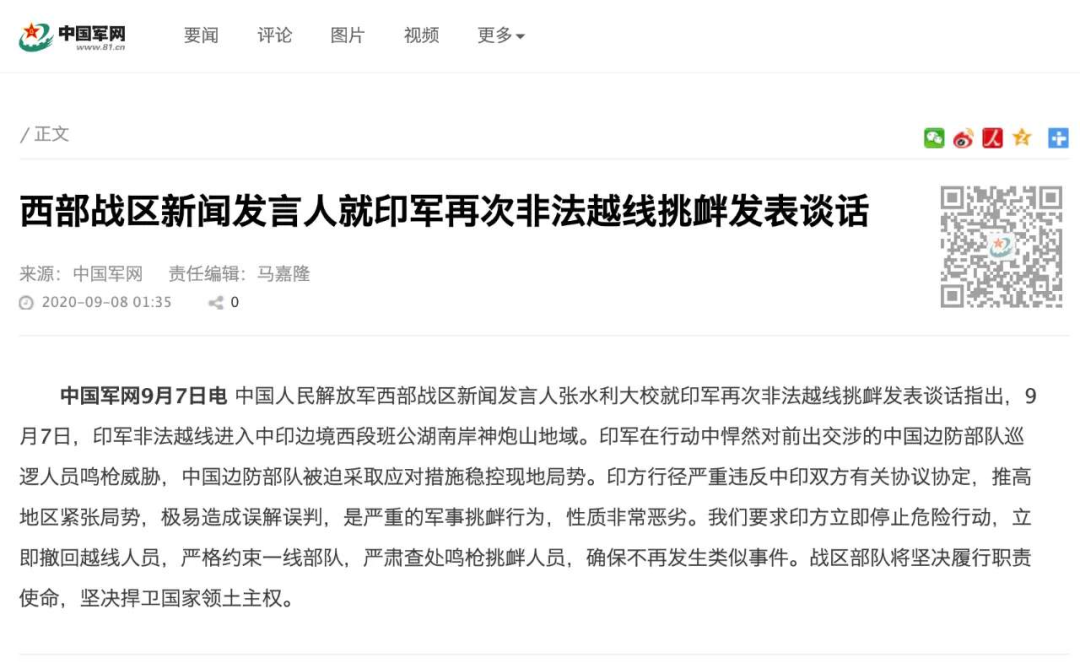 中国军网
www.81.cn
要闻 评论 图片 视频 更多
/ 正文
西部战区新闻发言人就印军再次非法越线挑衅发表谈话
来源：中国军网 责任编辑：马嘉隆
2020-09-08 01:35 0
中国军网9月7日电 中国人民解放军西部战区新闻发言人张水利大校就印军再次非法越线挑衅发表谈话指出，9
月7日，印军非法越线进入中印边境西段班公湖南岸神炮山地域。印军在行动中悍然对前出交涉的中国边防部队巡
逻人员鸣枪威胁，中国边防部队被迫采取应对措施稳控现地局势。印方行径严重违反中印双方有关协议协定，推高
地区紧张局势，极易造成误解误判，是严重的军事挑衅行为，性质非常恶劣。我们要求印方立即停止危险行动，立
即撤回越线人员，严格约束一线部队，严肃查处鸣枪挑衅人员，确保不再发生类似事件。战区部队将坚决履行职责
使命，坚决捍卫国家领土主权。